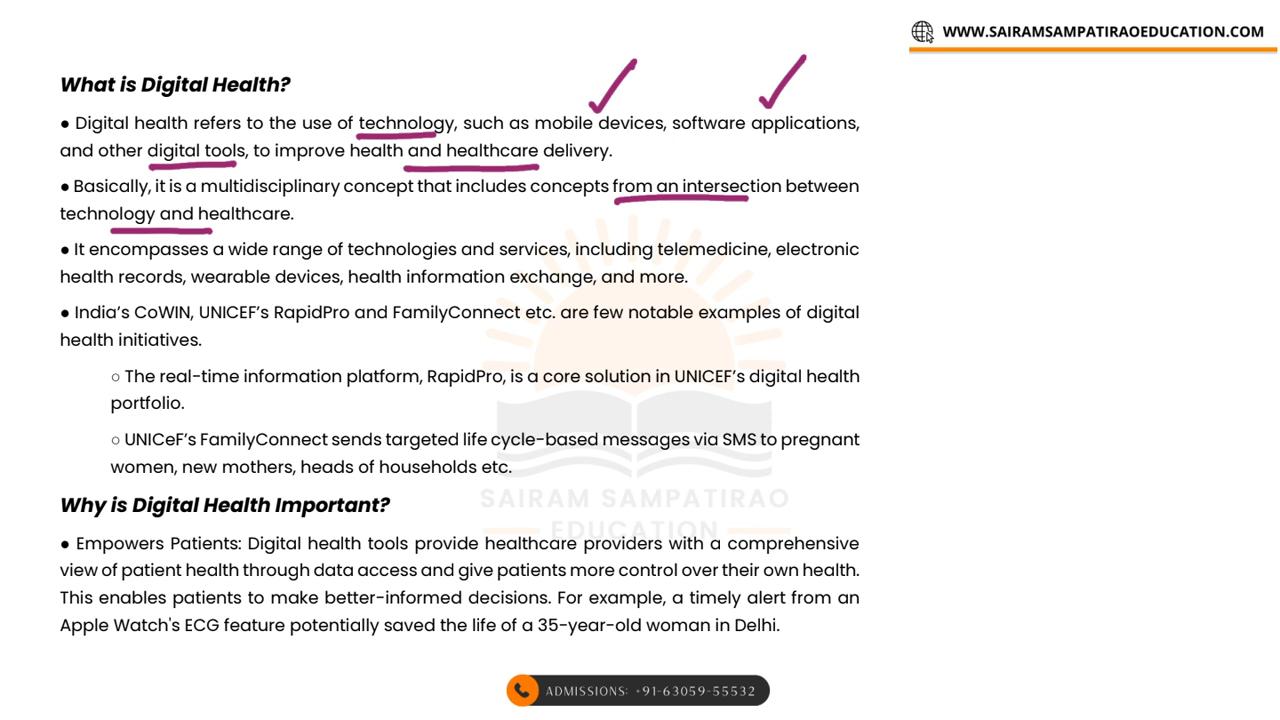 WWW.SAIRAMSAMPATIRAOEDUCATION.COM
What is Digital Health?
● Digital health refers to the use of technology, such as mobile devices, software applications,
and other digital tools, to improve health and healthcare delivery.
● Basically, it is a multidisciplinary concept that includes concepts from an intersection between
technology and healthcare.
● It encompasses a wide range of technologies and services, including telemedicine, electronic
health records, wearable devices, health information exchange, and more.
● India's CoWIN, UNICEF's RapidPro and FamilyConnect etc. are few notable examples of digital
health initiatives.
○ The real-time information platform, RapidPro, is a core solution in UNICEF's digital health
portfolio.
○ UNICeF's FamilyConnect sends targeted life cycle-based messages via SMS to pregnant
women, new mothers, heads of households etc.
SAIRAM SAMPATIRAO
EDUCATION
Why is Digital Health Important?
● Empowers Patients: Digital health tools provide healthcare providers with a comprehensive
view of patient health through data access and give patients more control over their own health.
This enables patients to make better-informed decisions. For example, a timely alert from an
Apple Watch's ECG feature potentially saved the life of a 35-year-old woman in Delhi.
ADMISSIONS: +91-63059-55532